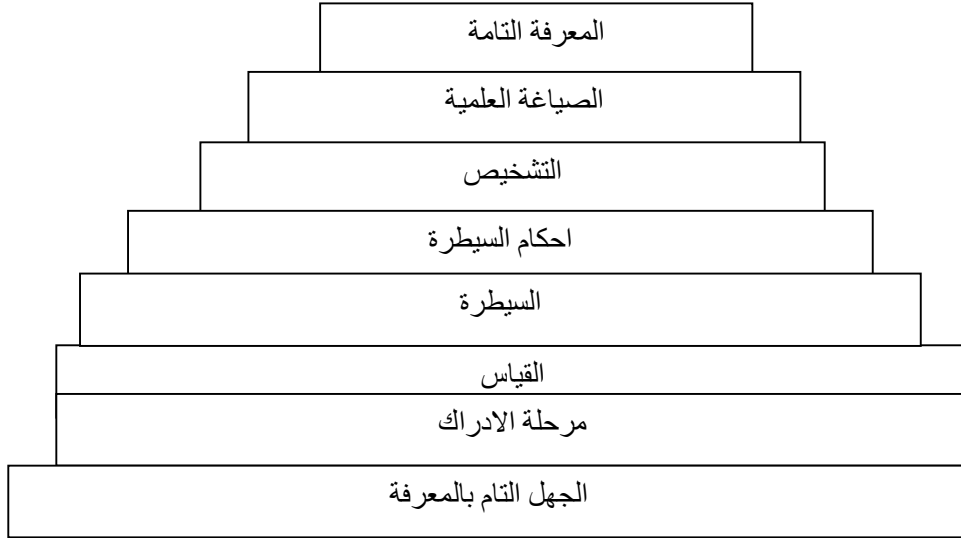 المعرفة التامة
الصياغة العلمية
التشخيص
احكام السيطرة
السيطرة
القياس
مرحلة الادراك
الجهل التام بالمعرفة